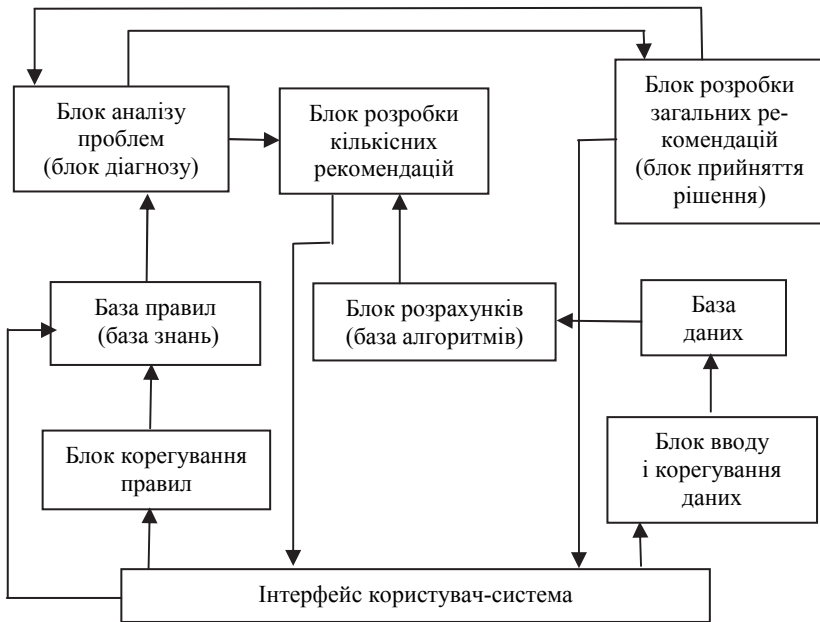 Блок аналізу
проблем
(блок діагнозу)
Блок розробки
кількісних
рекомендацій
Блок розробки
загальних ре-
комендацій
(блок прийняття
рішення)
База правил
(база знань)
Блок розрахунків
(база алгоритмів)
База
даних
Блок корегування
правил
Блок вводу
і корегування
даних
Інтерфейс користувач-система